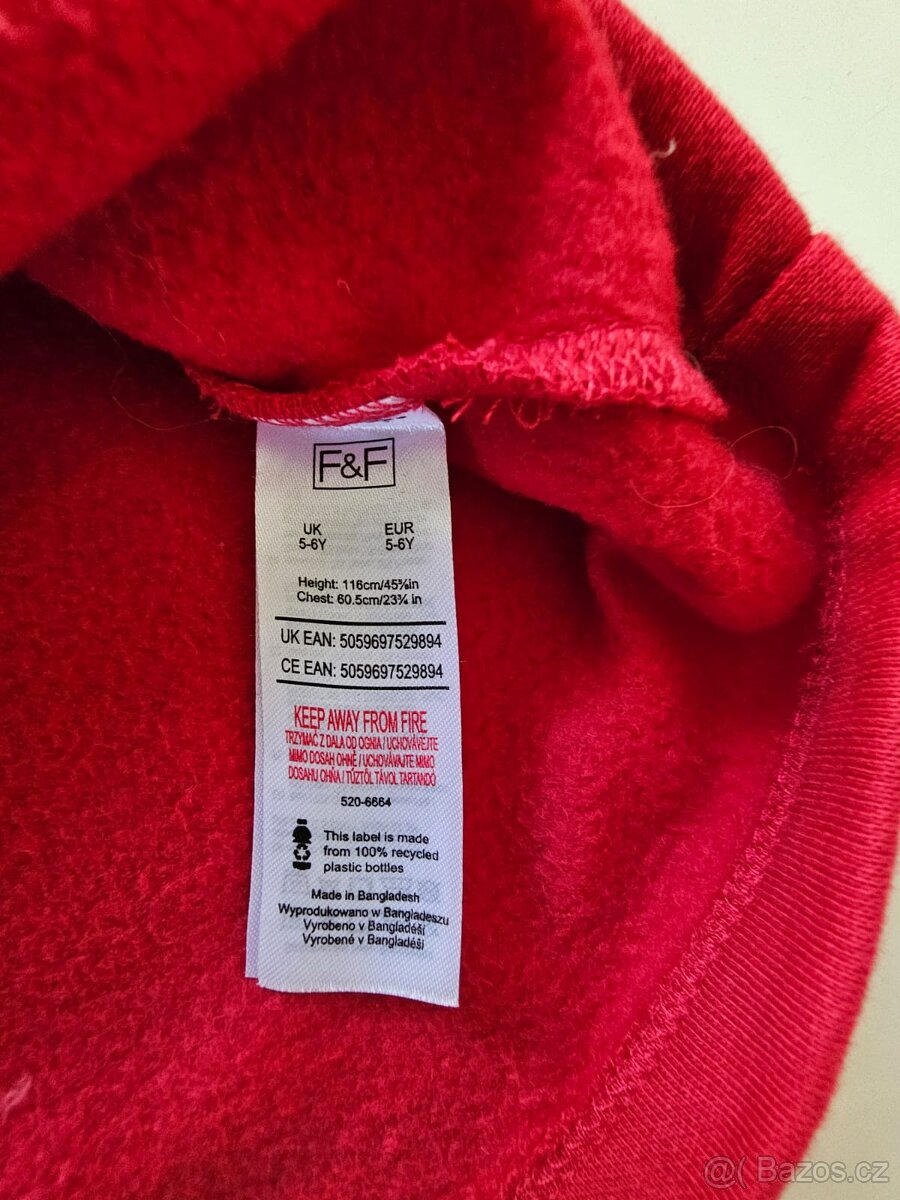 F&F
UK EUR
5-6Y 5-6Y
Height: 116cm/45⅝in
Chest: 60.5cm/23¾ in
UK EAN: 5059697529894
CE EAN: 5059697529894
KEEP AWAY FROM FIRE
TRZYMAĆ Z DALA OD OGNIA / UCHOVÁVEJTE
MIMO DOSAH OHNĚ / UCHOVÁVAJTE MIMO
DOSAHU OHŇA / TŰZTŐL TÁVOL TARTANDÓ
520-6664
This label is made
from 100% recycled
plastic bottles
Made in Bangladesh
Wyprodukowano w Bangladeszu
Vyrobeno v Bangladéši
Vyrobené v Bangladéši
@( Bazos.cz